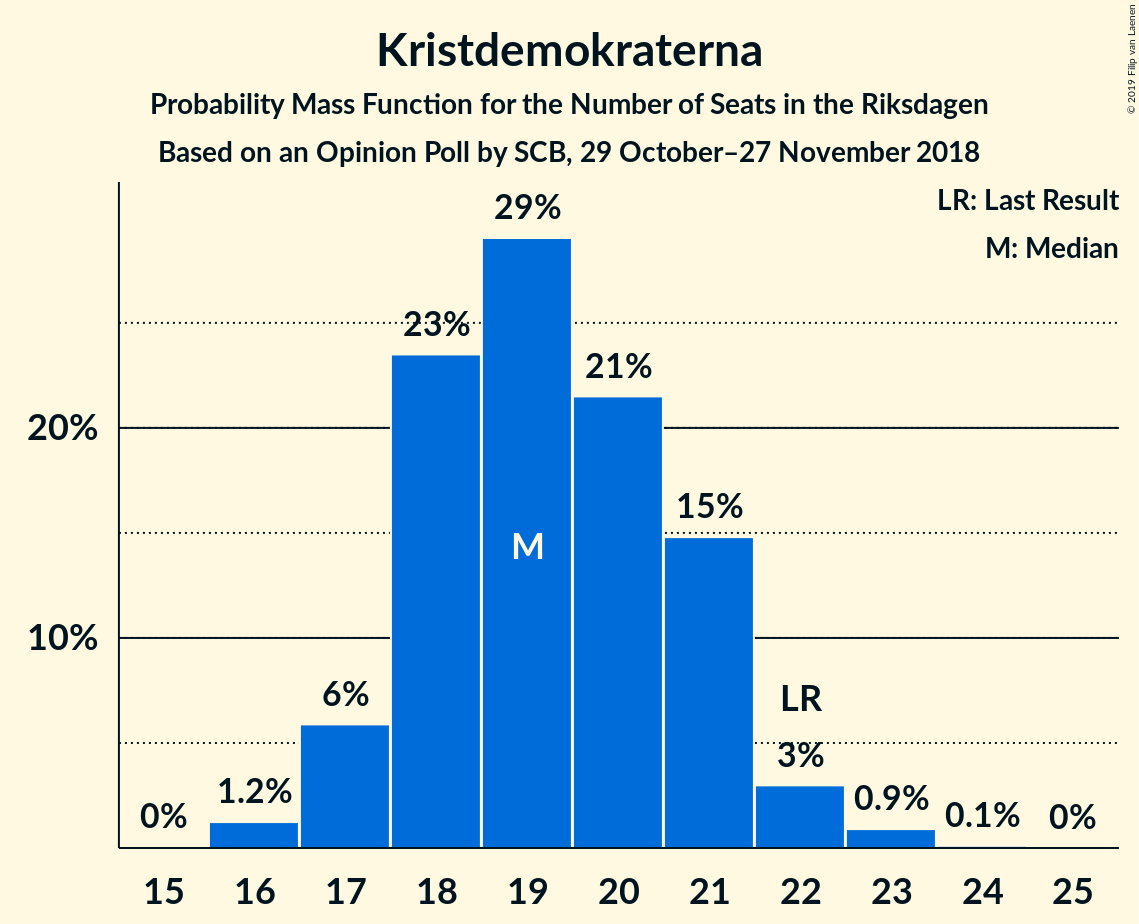 Kristdemokraterna
Probability Mass Function for the Number of Seats in the Riksdagen
Based on an Opinion Poll by SCB, 29 October–27 November 2018
© 2019 Filip van Laenen
LR: Last Result
M: Median
29%
23%
21%
20%
15%
M
10%
6%
LR
3%
1.2%
0.9%
0%
0.1%
0%
15 16 17 18 19 20 21 22 23 24 25